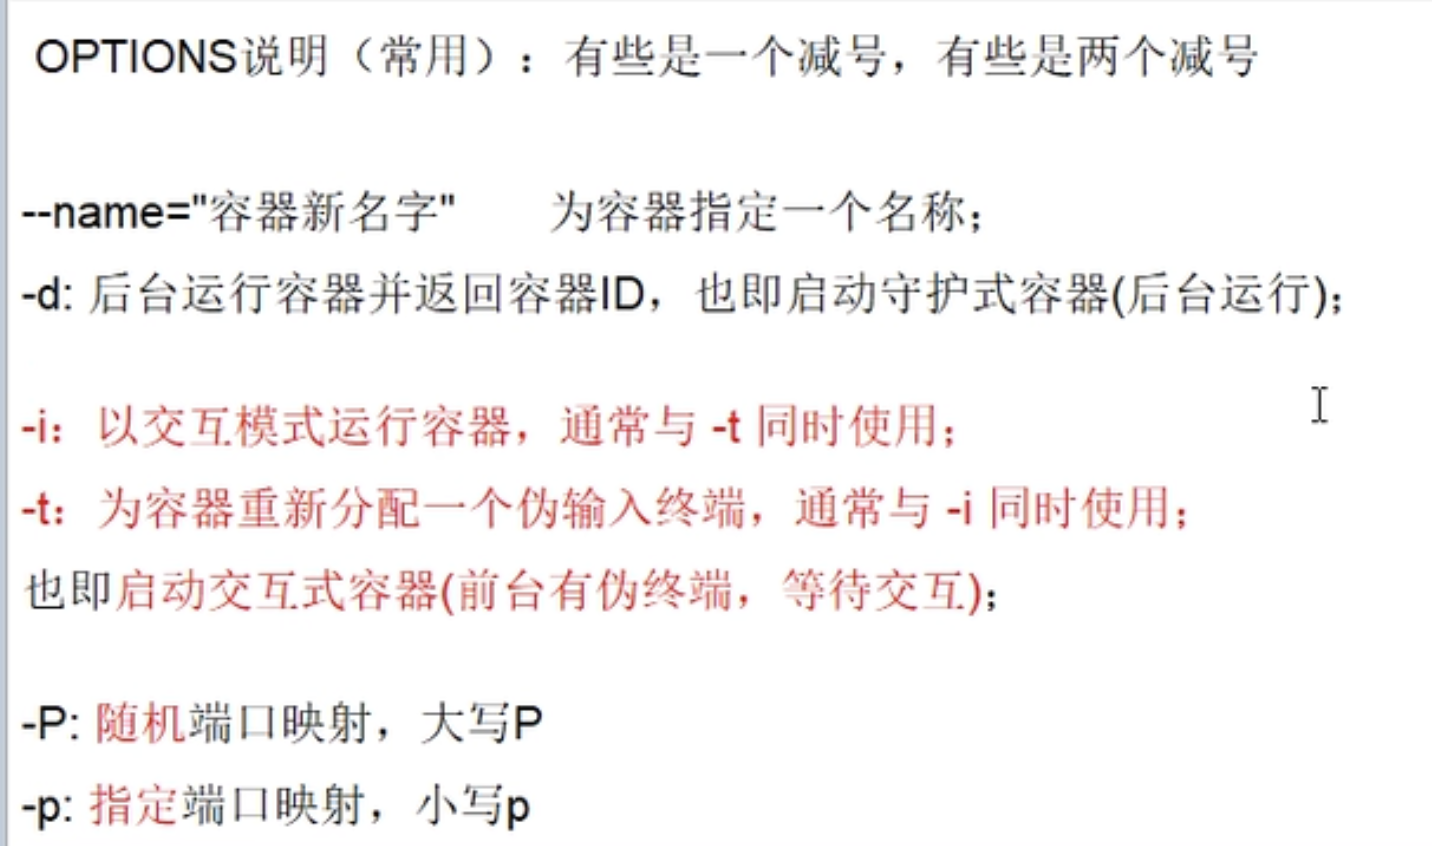 OPTIONS说明（常用）：有些是一个减号，有些是两个减号
--name="容器新名字" 为容器指定一个名称；
-d: 后台运行容器并返回容器ID，也即启动守护式容器(后台运行)；
-i：以交互模式运行容器，通常与 -t 同时使用；
-t：为容器重新分配一个伪输入终端，通常与 -i 同时使用；
也即启动交互式容器(前台有伪终端，等待交互)；
-P: 随机端口映射，大写P
-p: 指定端口映射，小写p